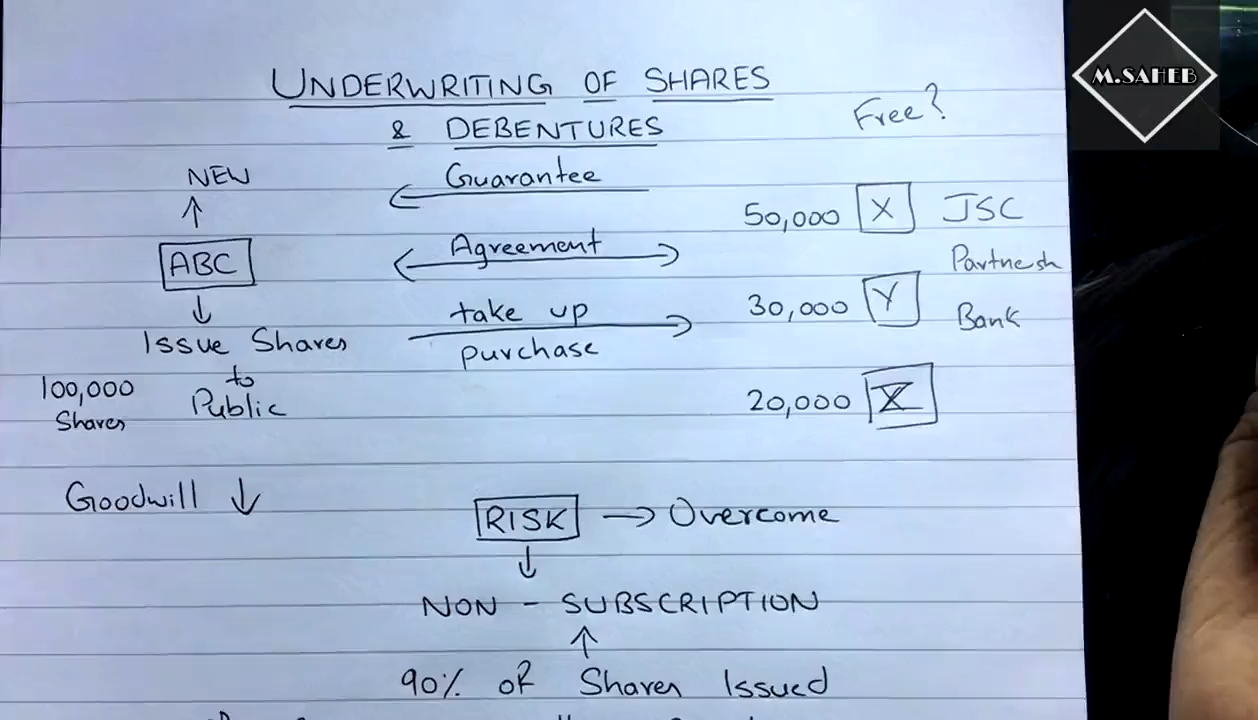 M.SAHEB
UNDERWRITING OF SHARES
& DEBENTURES
Free?
NEW
Guarantee
50,000 X JSC
ABC
Agreement
Partnesh
30,000 Y Bank
take up
purchase
Issue Shares
to
Public
100,000
Shares
20,000 Z
Goodwill ↓
RISK → Overcome
NON - SUBSCRIPTION
90% of Shares Issued